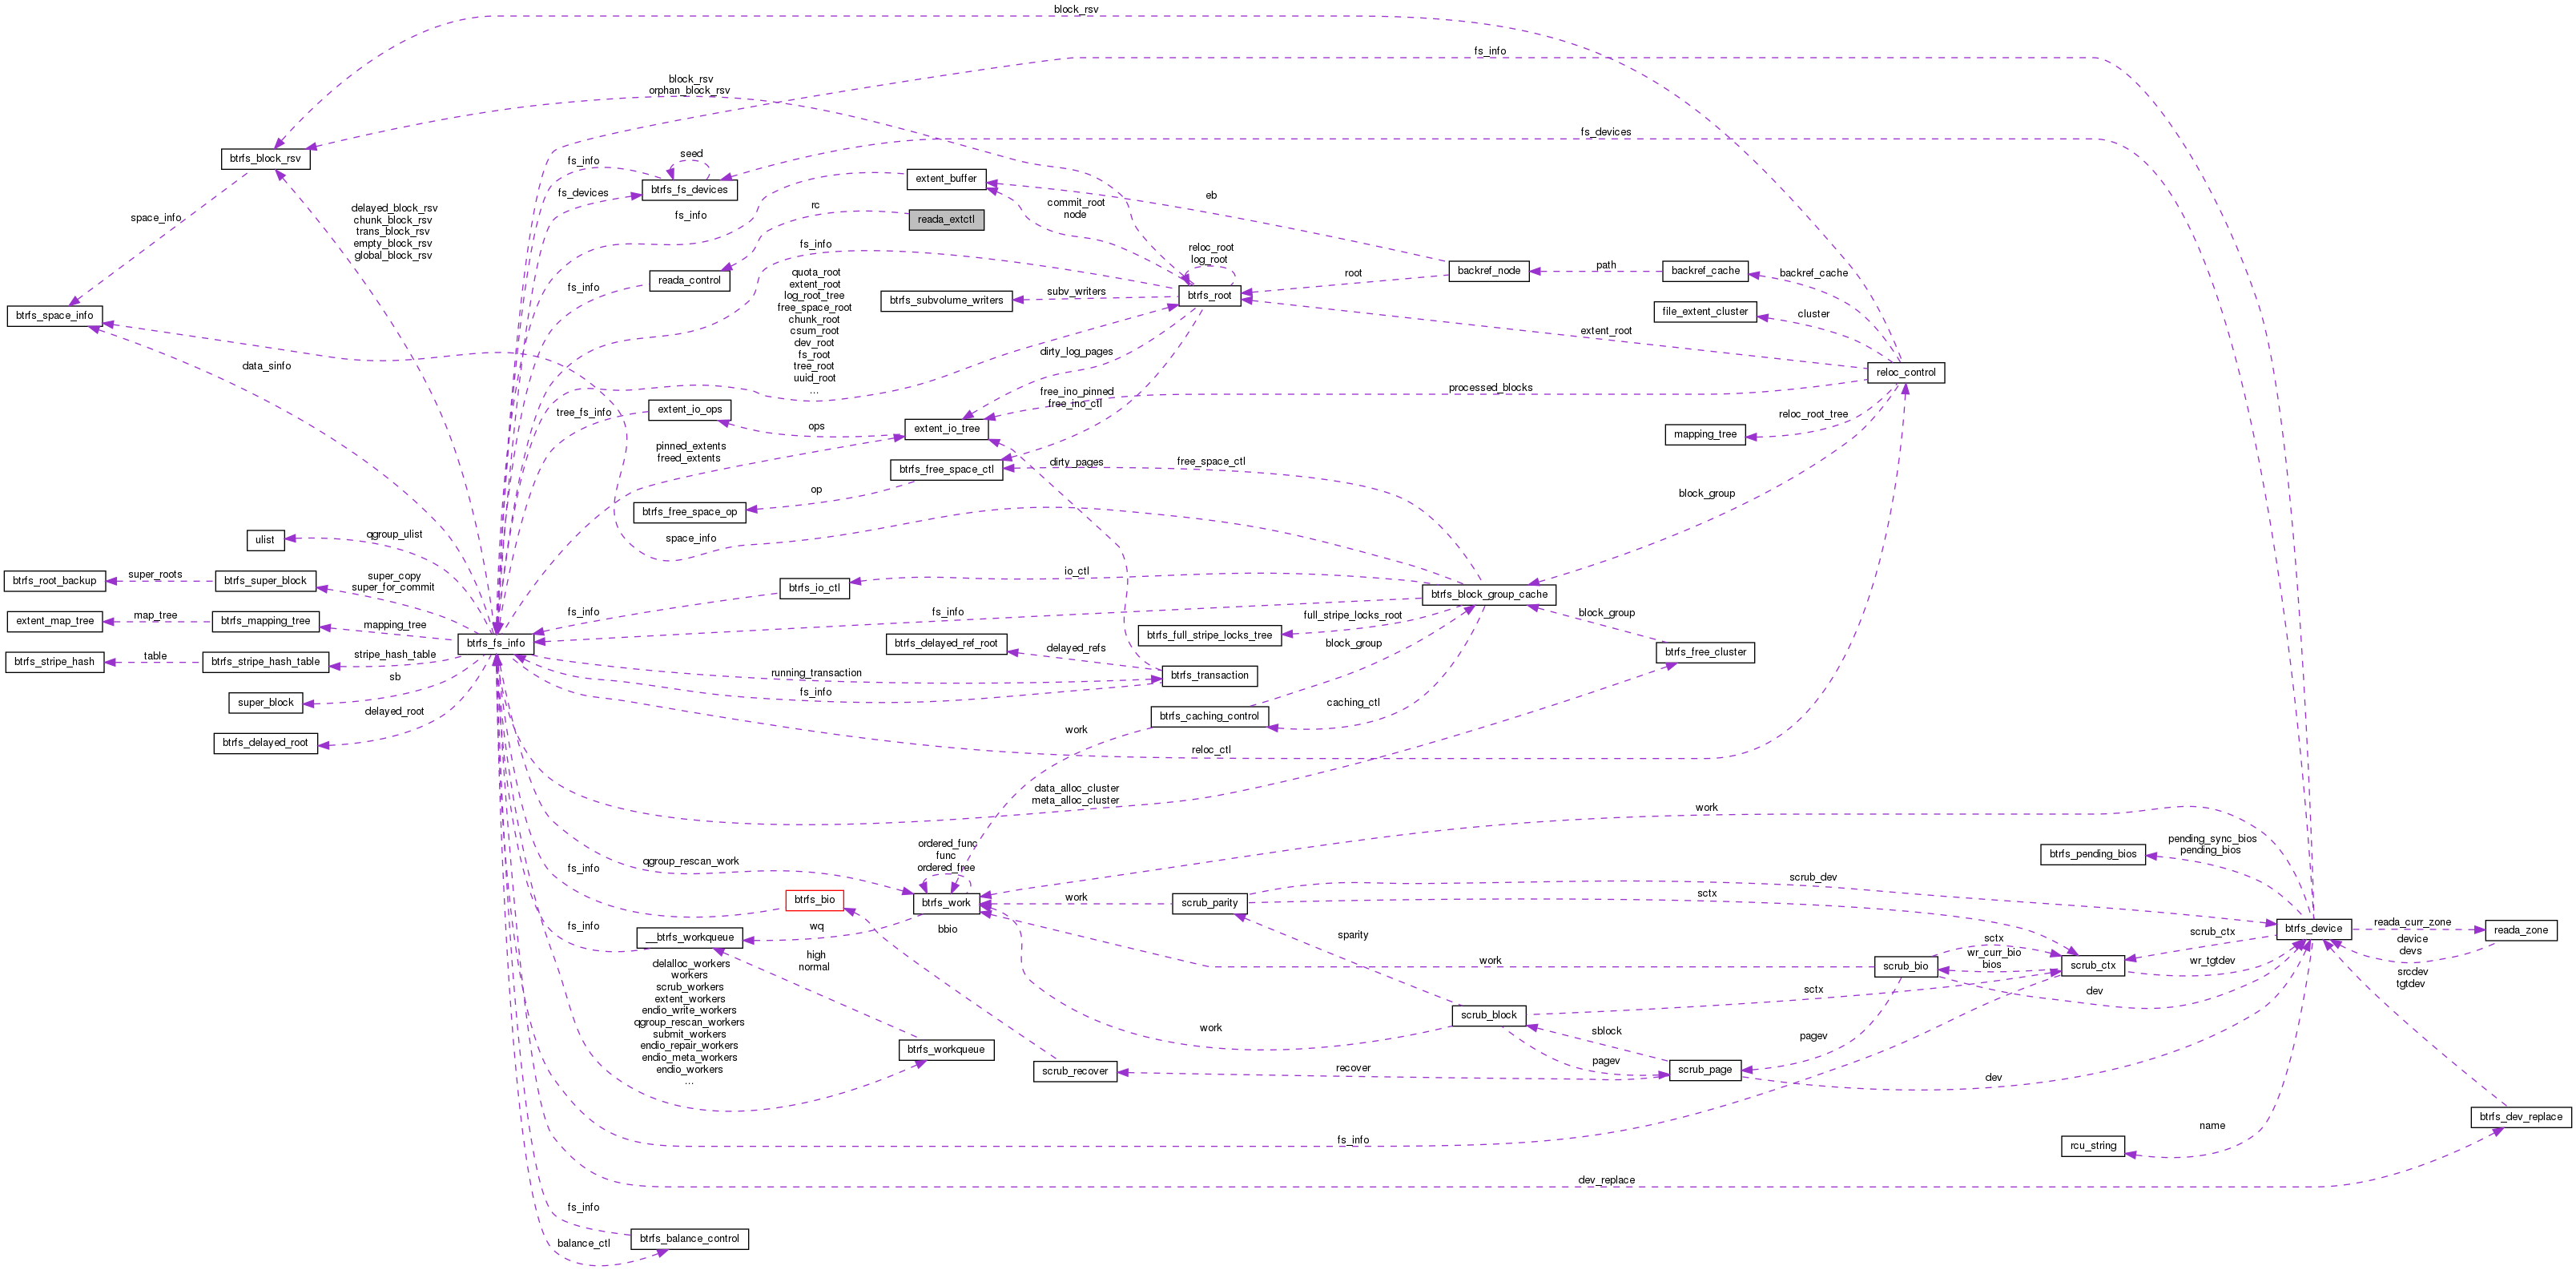 block_rsv
fs_info
block_rsv
orphan_block_rsv
fs_devices
btrfs_block_rsv
fs_info
seed
btrfs_fs_devices
fs_devices
extent_buffer
eb
commit_root
node
rc
reada_extctl
fs_info
space_info
delayed_block_rsv
chunk_block_rsv
trans_block_rsv
empty_block_rsv
global_block_rsv
fs_info
reloc_root
log_root
root
backref_node
path
backref_cache
backref_cache
fs_info
reada_control
quota_root
extent_root
log_root_tree
free_space_root
chunk_root
csum_root
dev_root
fs_root
tree_root
uuid_root
...
btrfs_subvolume_writers
subv_writers
btrfs_root
file_extent_cluster
cluster
btrfs_space_info
extent_root
dirty_log_pages
data_sinfo
reloc_control
processed_blocks
free_ino_pinned
free_ino_ctl
tree_fs_info
extent_io_ops
ops
extent_io_tree
reloc_root_tree
mapping_tree
pinned_extents
freed_extents
btrfs_free_space_ctl
dirty_pages
free_space_ctl
op
block_group
btrfs_free_space_op
ulist
qgroup_ulist
space_info
btrfs_root_backup
super_roots
btrfs_super_block
super_copy
super_for_commit
io_ctl
btrfs_io_ctl
btrfs_block_group_cache
fs_info
fs_info
full_stripe_locks_root
block_group
extent_map_tree
map_tree
btrfs_mapping_tree
mapping_tree
btrfs_fs_info
btrfs_delayed_ref_root
delayed_refs
btrfs_full_stripe_locks_tree
block_group
btrfs_free_cluster
btrfs_stripe_hash
table
btrfs_stripe_hash_table
stripe_hash_table
sb
running_transaction
fs_info
btrfs_transaction
super_block
delayed_root
caching_ctl
btrfs_caching_control
btrfs_delayed_root
work
reloc_ctl
data_alloc_cluster
meta_alloc_cluster
work
ordered_func
func
ordered_free
pending_sync_bios
pending_bios
btrfs_pending_bios
qgroup_rescan_work
fs_info
btrfs_bio
btrfs_work
work
scrub_parity
scrub_dev
sctx
fs_info
wq
bbio
__btrfs_workqueue
sparity
btrfs_device
reada_curr_zone
reada_zone
scrub_ctx
device
devs
sctx
wr_curr_bio
bios
high
normal
work
scrub_bio
scrub_ctx
wr_tgtdev
srcdev
tgtdev
delalloc_workers
workers
scrub_workers
extent_workers
endio_write_workers
qgroup_rescan_workers
submit_workers
endio_repair_workers
endio_meta_workers
endio_workers
...
sctx
dev
scrub_block
work
sblock
pagev
btrfs_workqueue
pagev
scrub_recover
recover
scrub_page
dev
btrfs_dev_replace
name
rcu_string
fs_info
dev_replace
fs_info
balance_ctl
btrfs_balance_control